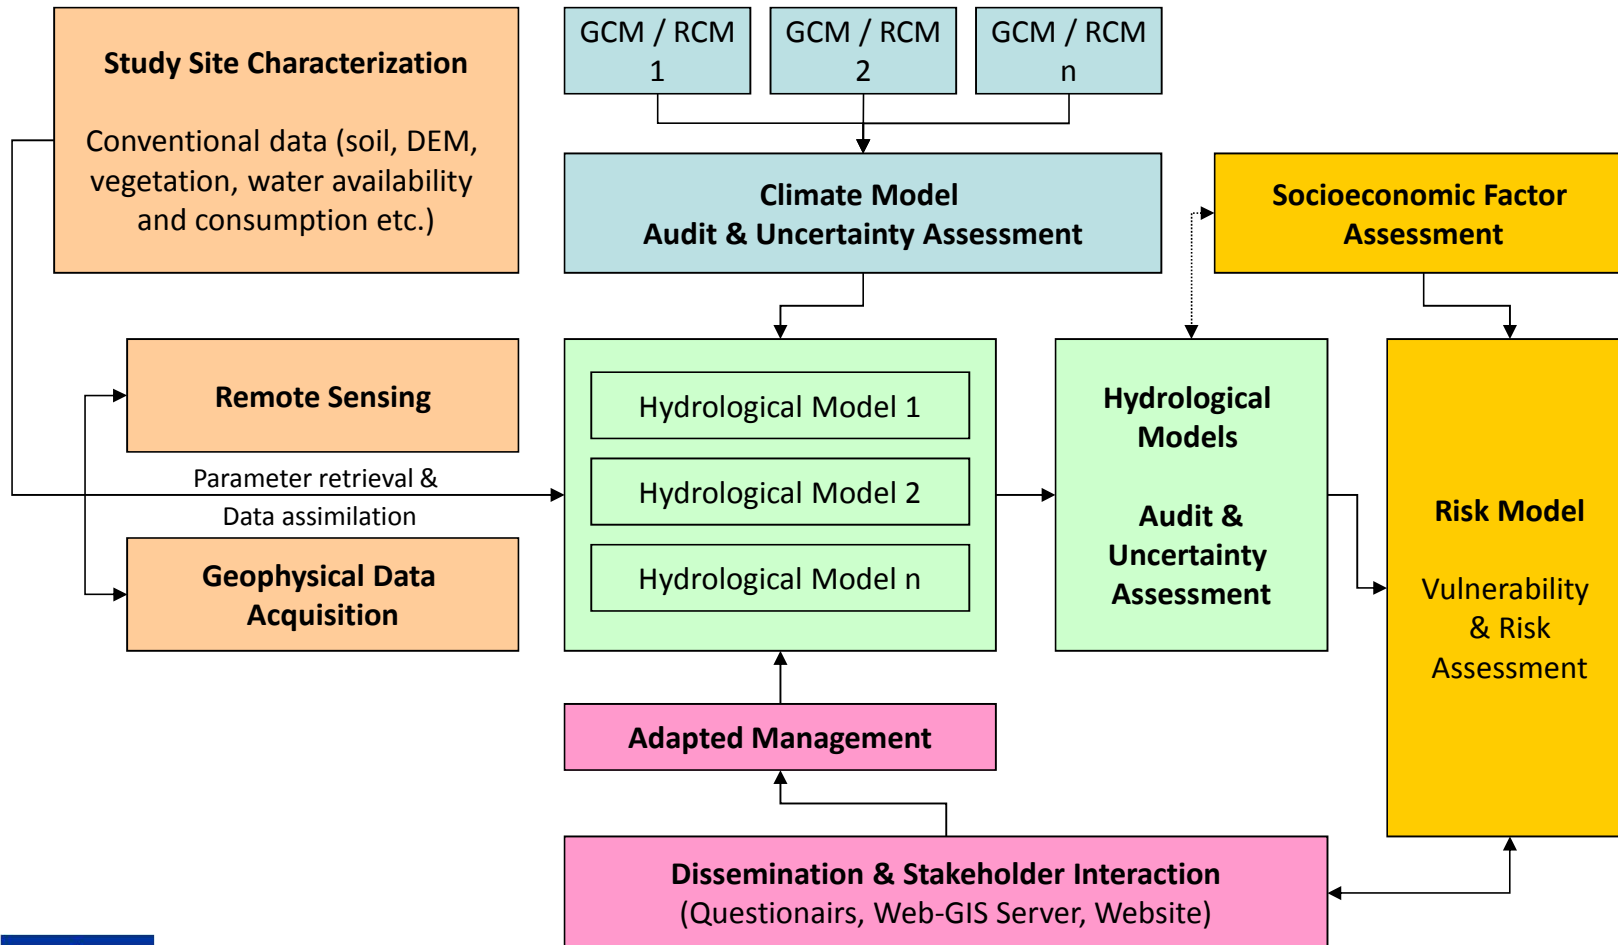 Study Site Characterization
Conventional data (soil, DEM,
vegetation, water availability
and consumption etc.)
GCM / RCM
1
GCM / RCM
2
GCM / RCM
n
Climate Model
Audit & Uncertainty Assessment
Socioeconomic Factor
Assessment
Remote Sensing
Parameter retrieval &
Data assimilation
Geophysical Data
Acquisition
Hydrological Model 1
Hydrological Model 2
Hydrological Model n
Hydrological
Models
Audit &
Uncertainty
Assessment
Risk Model
Vulnerability
& Risk
Assessment
Adapted Management
Dissemination & Stakeholder Interaction
(Questionairs, Web-GIS Server, Website)